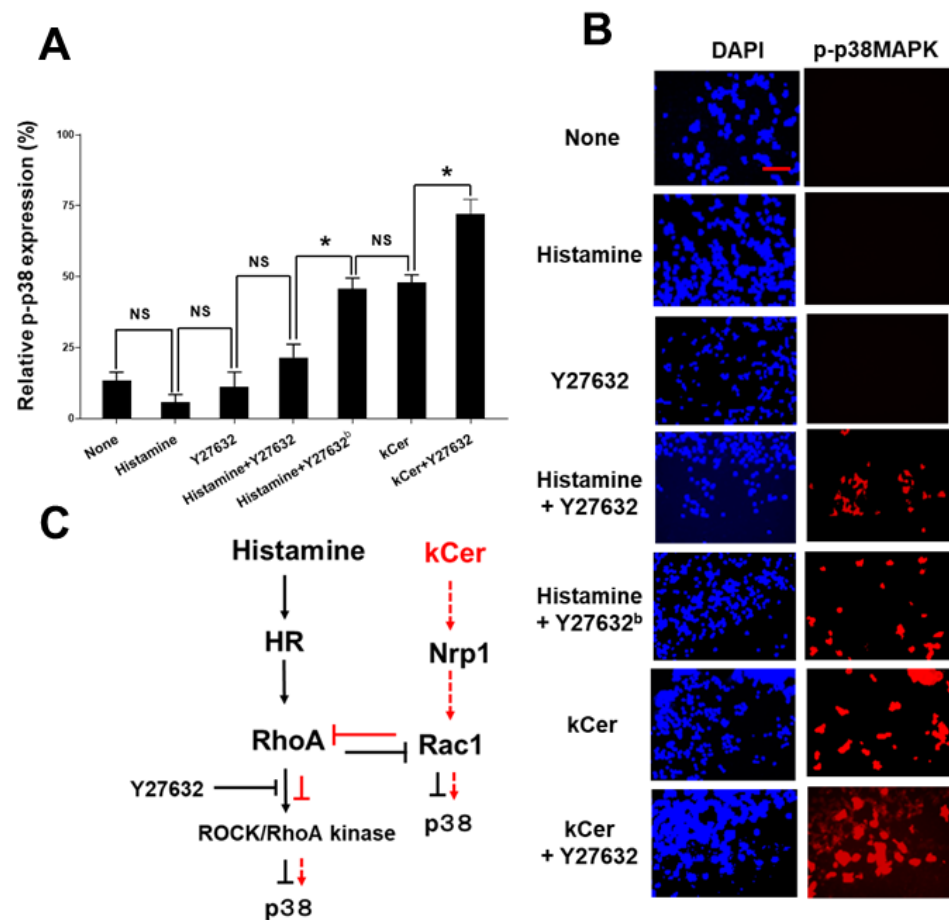 A
Relative p-p38 expression (%)
100
75
50
25
0
NS
NS
NS
*
NS
*
None
Histamine
Y27632
Histamine+Y27632
Histamine+Y27632ᵇ
kCer
kCer+Y27632
B
DAPI
p-p38MAPK
None
Histamine
Y27632
Histamine
+ Y27632
Histamine
+ Y27632ᵇ
kCer
kCer
+ Y27632
C
Histamine
kCer
HR
Nrp1
RhoA
Rac1
Y27632
ROCK/RhoA kinase
p38
p38